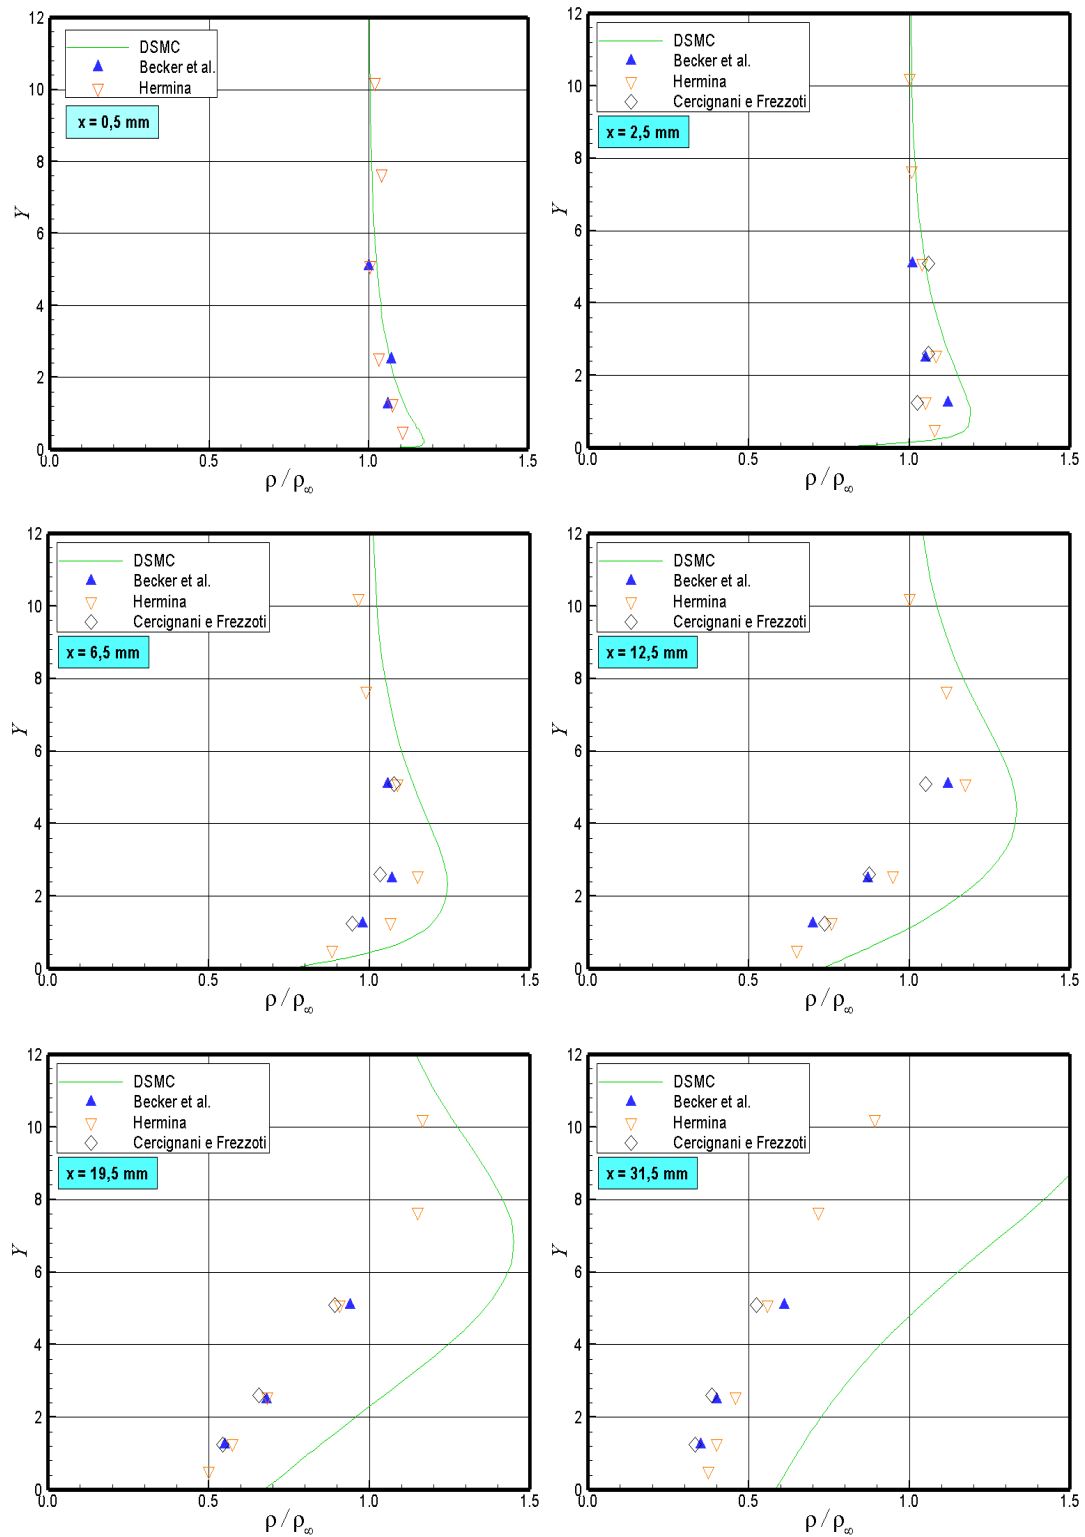 12
10
8
6
4
2
0
Y
DSMC
Becker et al.
Hermina
x = 0,5 mm
0.0 0.5 1.0 1.5
ρ / ρ∞
12
10
8
6
4
2
0
Y
DSMC
Becker et al.
Hermina
Cercignani e Frezzoti
x = 2,5 mm
0.0 0.5 1.0 1.5
ρ / ρ∞
12
10
8
6
4
2
0
Y
DSMC
Becker et al.
Hermina
Cercignani e Frezzoti
x = 6,5 mm
0.0 0.5 1.0 1.5
ρ / ρ∞
12
10
8
6
4
2
0
Y
DSMC
Becker et al.
Hermina
Cercignani e Frezzoti
x = 12,5 mm
0.0 0.5 1.0 1.5
ρ / ρ∞
12
10
8
6
4
2
0
Y
DSMC
Becker et al.
Hermina
Cercignani e Frezzoti
x = 19,5 mm
0.0 0.5 1.0 1.5
ρ / ρ∞
12
10
8
6
4
2
0
Y
DSMC
Becker et al.
Hermina
Cercignani e Frezzoti
x = 31,5 mm
0.0 0.5 1.0 1.5
ρ / ρ∞